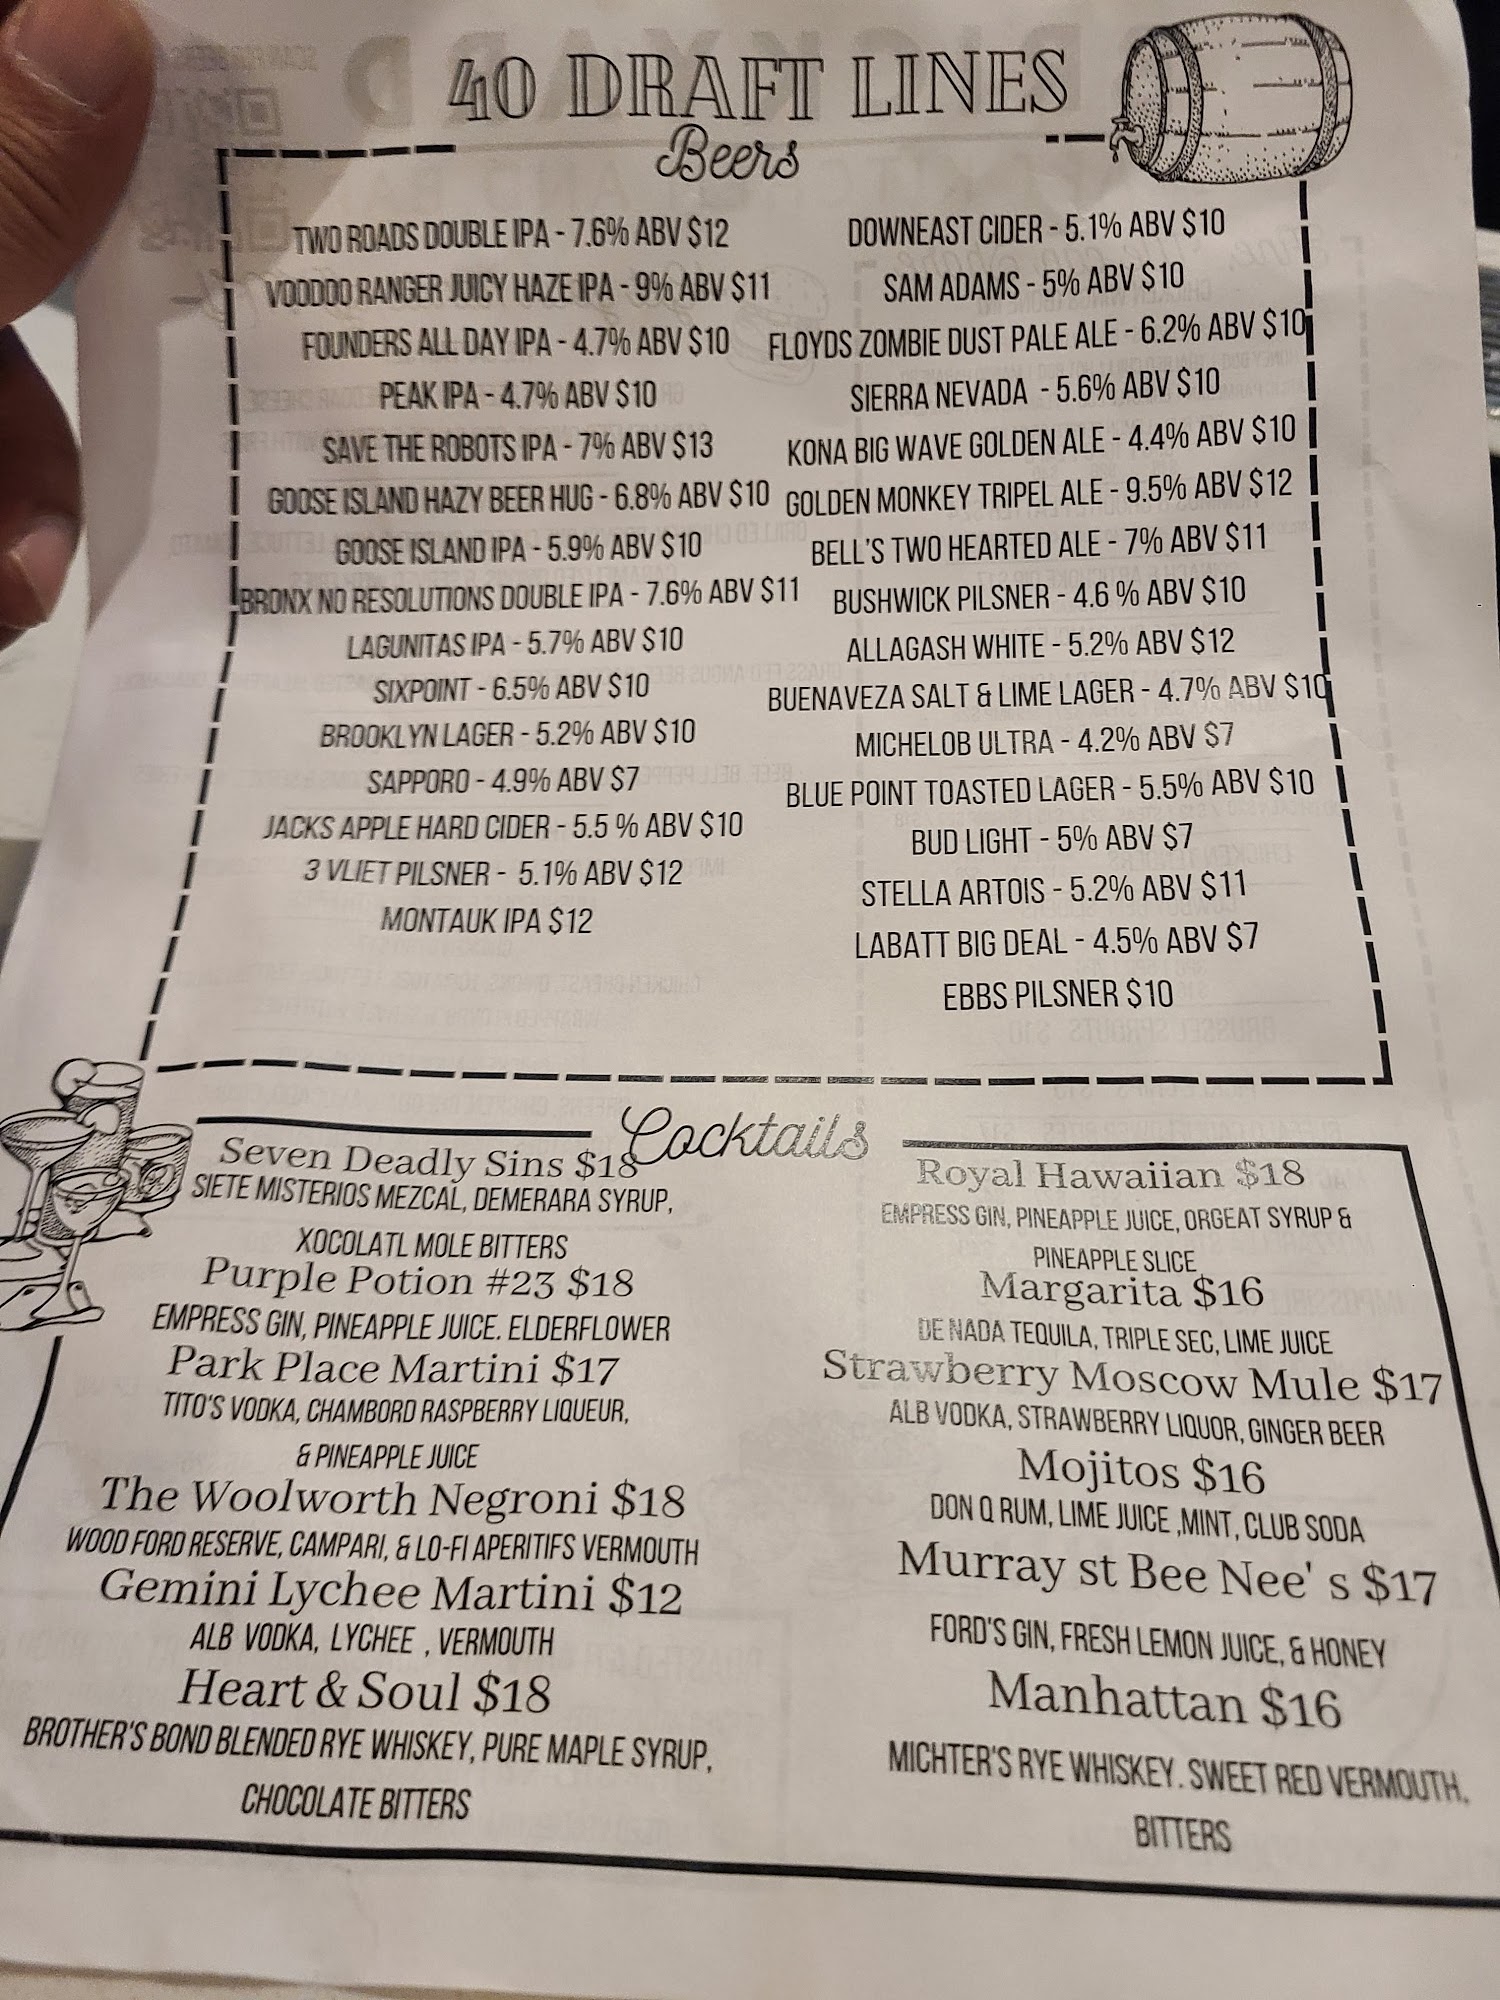 40 DRAFT LINES
Beers
TWO ROADS DOUBLE IPA - 7.6% ABV $12
VOODOO RANGER JUICY HAZE IPA - 9% ABV $11
FOUNDERS ALL DAY IPA - 4.7% ABV $10
PEAK IPA - 4.7% ABV $10
SAVE THE ROBOTS IPA - 7% ABV $13
GOOSE ISLAND HAZY BEER HUG - 6.8% ABV $10
GOOSE ISLAND IPA - 5.9% ABV $10
BRONX NO RESOLUTIONS DOUBLE IPA - 7.6% ABV $11
LAGUNITAS IPA - 5.7% ABV $10
SIXPOINT - 6.5% ABV $10
BROOKLYN LAGER - 5.2% ABV $10
SAPPORO - 4.9% ABV $7
JACKS APPLE HARD CIDER - 5.5 % ABV $10
3 VLIET PILSNER - 5.1% ABV $12
MONTAUK IPA $12
DOWNEAST CIDER - 5.1% ABV $10
SAM ADAMS - 5% ABV $10
FLOYDS ZOMBIE DUST PALE ALE - 6.2% ABV $10
SIERRA NEVADA - 5.6% ABV $10
KONA BIG WAVE GOLDEN ALE - 4.4% ABV $10
GOLDEN MONKEY TRIPEL ALE - 9.5% ABV $12
BELL'S TWO HEARTED ALE - 7% ABV $11
BUSHWICK PILSNER - 4.6 % ABV $10
ALLAGASH WHITE - 5.2% ABV $12
BUENAVEZA SALT & LIME LAGER - 4.7% ABV $10
MICHELOB ULTRA - 4.2% ABV $7
BLUE POINT TOASTED LAGER - 5.5% ABV $10
BUD LIGHT - 5% ABV $7
STELLA ARTOIS - 5.2% ABV $11
LABATT BIG DEAL - 4.5% ABV $7
EBBS PILSNER $10
Cocktails
Seven Deadly Sins $18
SIETE MISTERIOS MEZCAL, DEMERARA SYRUP,
XOCOLATL MOLE BITTERS
Purple Potion #23 $18
EMPRESS GIN, PINEAPPLE JUICE. ELDERFLOWER
Park Place Martini $17
TITO'S VODKA, CHAMBORD RASPBERRY LIQUEUR,
& PINEAPPLE JUICE
The Woolworth Negroni $18
WOOD FORD RESERVE, CAMPARI, & LO-FI APERITIFS VERMOUTH
Gemini Lychee Martini $12
ALB VODKA, LYCHEE , VERMOUTH
Heart & Soul $18
BROTHER'S BOND BLENDED RYE WHISKEY, PURE MAPLE SYRUP,
CHOCOLATE BITTERS
Royal Hawaiian $18
EMPRESS GIN, PINEAPPLE JUICE, ORGEAT SYRUP &
PINEAPPLE SLICE
Margarita $16
DE NADA TEQUILA, TRIPLE SEC, LIME JUICE
Strawberry Moscow Mule $17
ALB VODKA, STRAWBERRY LIQUOR, GINGER BEER
Mojitos $16
DON Q RUM, LIME JUICE ,MINT, CLUB SODA
Murray st Bee Nee' s $17
FORD'S GIN, FRESH LEMON JUICE, & HONEY
Manhattan $16
MICHTER'S RYE WHISKEY. SWEET RED VERMOUTH.
BITTERS